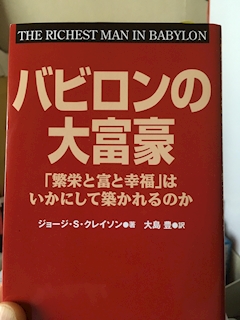 THE RICHEST MAN IN BABYLON
バビロンの
大富豪
「繁栄と富と幸福」は
いかにして築かれるのか
ジョージ・S・クレイソン●著 大島 豊●訳